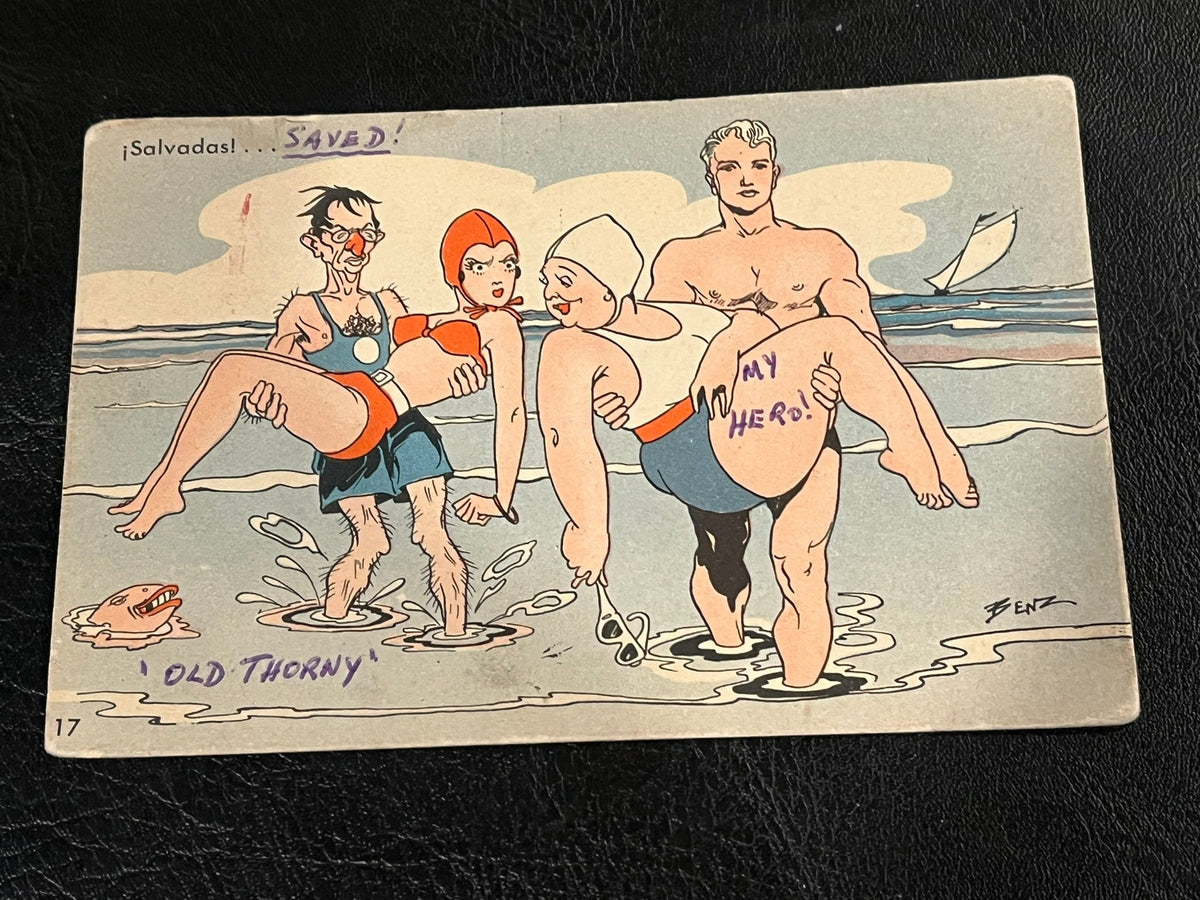 ¡Salvadas! . . . SAVED!
MY
HERO!
BENZ
'OLD THORNY'
17